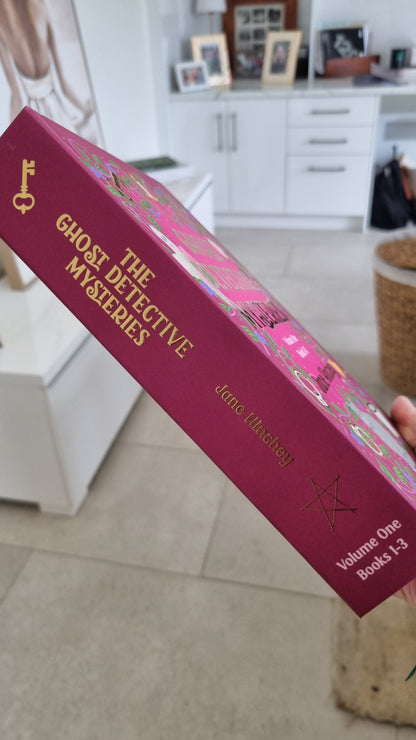 THE
GHOST DETECTIVE
MYSTERIES
Jane Hinchey
Volume One
Books 1-3